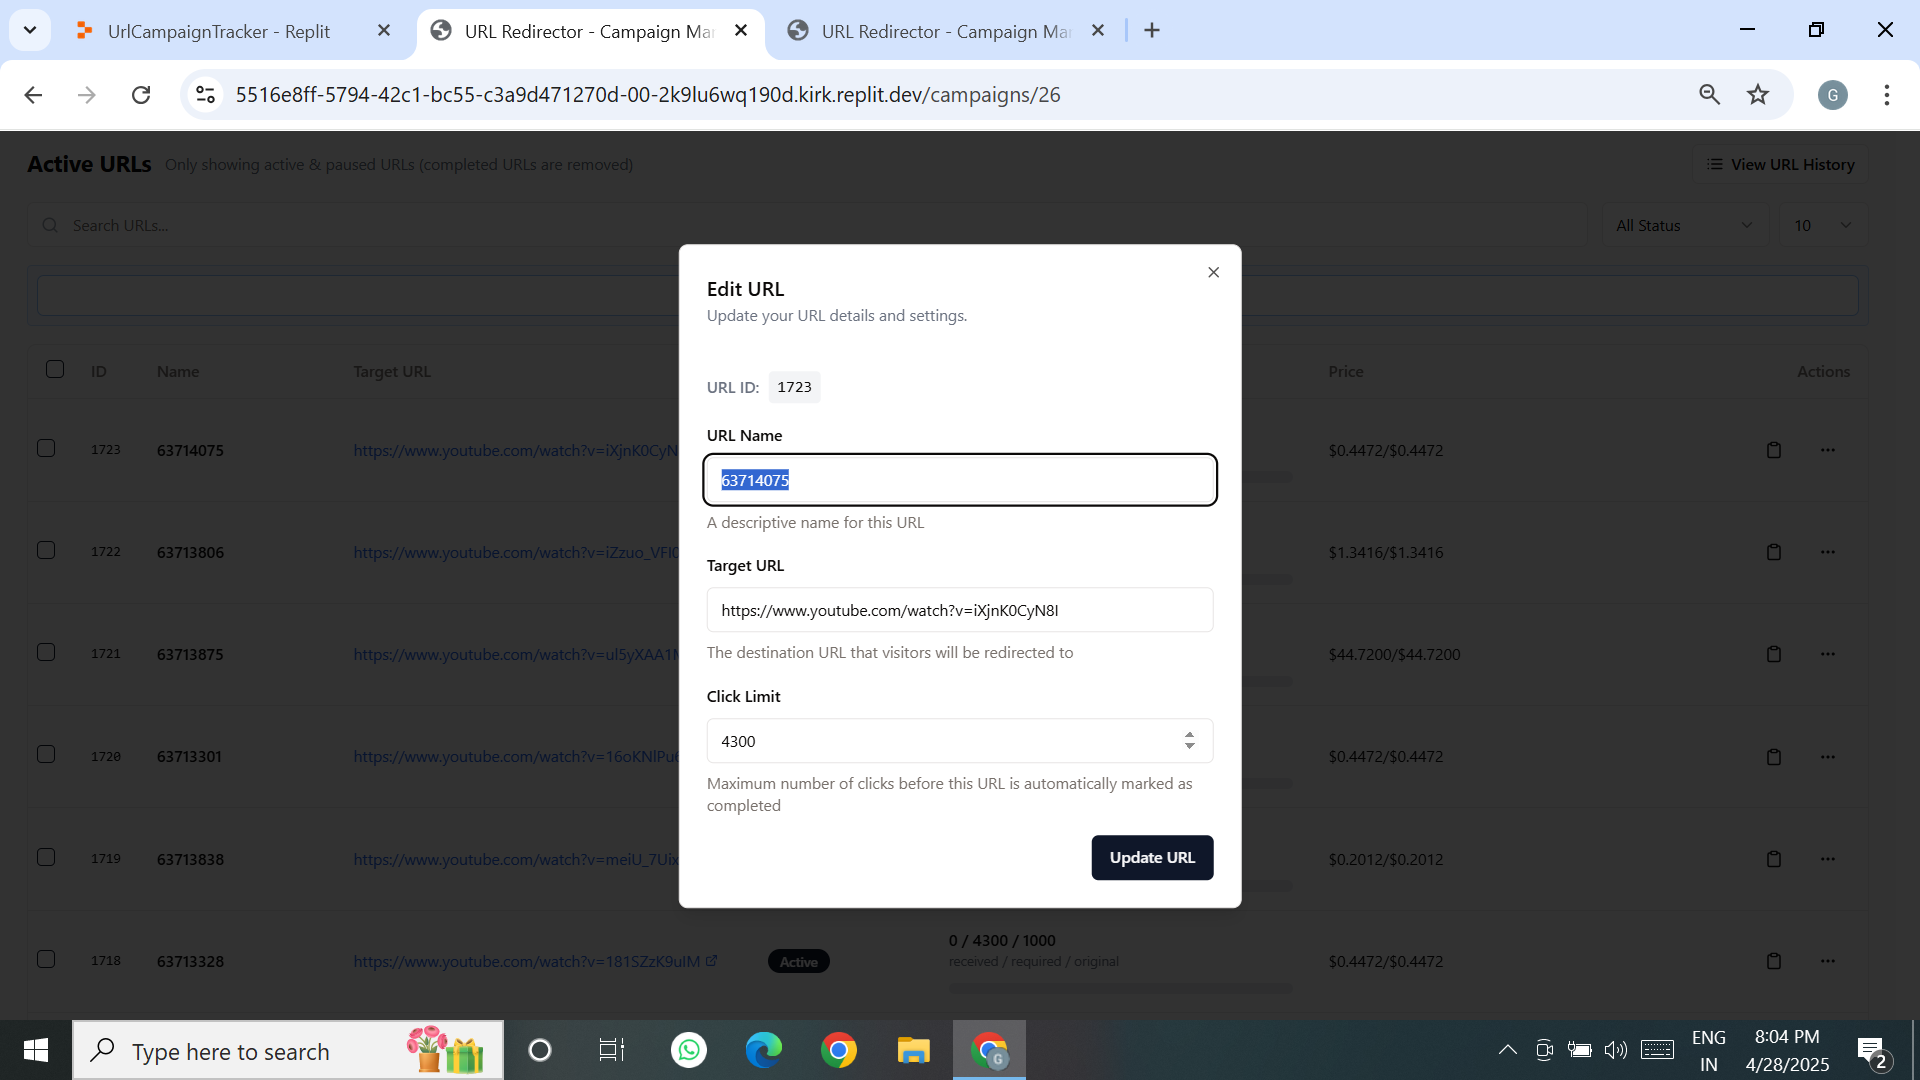 UrlCampaignTracker - Replit
URL Redirector - Campaign Ma
URL Redirector - Campaign Ma
5516e8ff-5794-42c1-bc55-c3a9d471270d-00-2k9lu6wq190d.kirk.replit.dev/campaigns/26
G
Active URLs Only showing active & paused URLs (completed URLs are removed)
View URL History
Search URLs...
All Status
10
ID Name Target URL Price Actions
1723 63714075 https://www.youtube.com/watch?v=iXjnK0CyN $0.4472/$0.4472
1722 63713806 https://www.youtube.com/watch?v=iZzuo_VFI0 $1.3416/$1.3416
1721 63713875 https://www.youtube.com/watch?v=ul5yXAA1 $44.7200/$44.7200
1720 63713301 https://www.youtube.com/watch?v=16oKNlPu $0.4472/$0.4472
1719 63713838 https://www.youtube.com/watch?v=meiU_7Uix $0.2012/$0.2012
1718 63713328 https://www.youtube.com/watch?v=181SZzK9uIM Active 0 / 4300 / 1000 $0.4472/$0.4472
received / required / original
Edit URL
Update your URL details and settings.
URL ID: 1723
URL Name
63714075
A descriptive name for this URL
Target URL
https://www.youtube.com/watch?v=iXjnK0CyN8I
The destination URL that visitors will be redirected to
Click Limit
4300
Maximum number of clicks before this URL is automatically marked as
completed
Update URL
Type here to search
G
ENG
IN
8:04 PM
4/28/2025
2